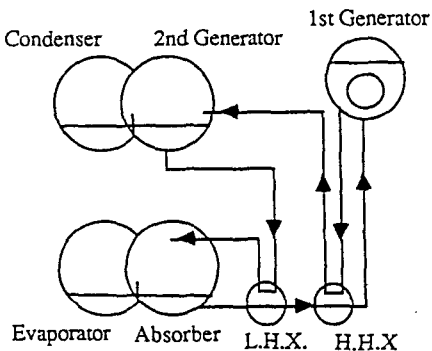 1st Generator
Condenser 2nd Generator
Evaporator Absorber L.H.X. H.H.X